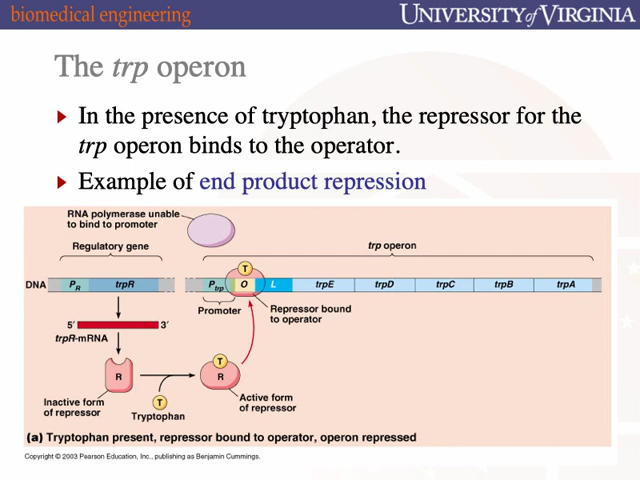 biomedical engineering
UNIVERSITY of VIRGINIA
The trp operon
In the presence of tryptophan, the repressor for the
trp operon binds to the operator.
Example of end product repression
RNA polymerase unable
to bind to promoter
Regulatory gene
trp operon
T
DNA
PR
trpR
Ptrp
O
L
trpE
trpD
trpC
trpB
trpA
Promoter
Repressor bound
to operator
5′
3′
trpR-mRNA
R
T
R
Inactive form
of repressor
T
Tryptophan
Active form
of repressor
(a) Tryptophan present, repressor bound to operator, operon repressed
Copyright © 2003 Pearson Education, Inc., publishing as Benjamin Cummings.